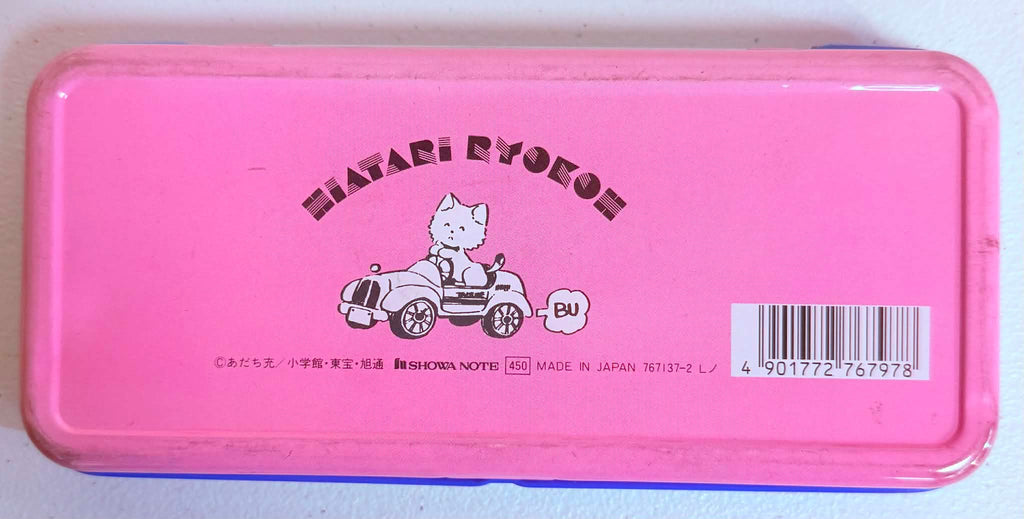 HIATARI RYOKOH
BU
©あだち充／小学館・東宝・旭通 SHOWA NOTE 450 MADE IN JAPAN 767137-2 Lノ
4 901772 767978